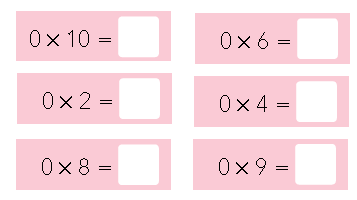 0 × 10 =
0 × 6 =
0 × 2 =
0 × 4 =
0 × 8 =
0 × 9 =